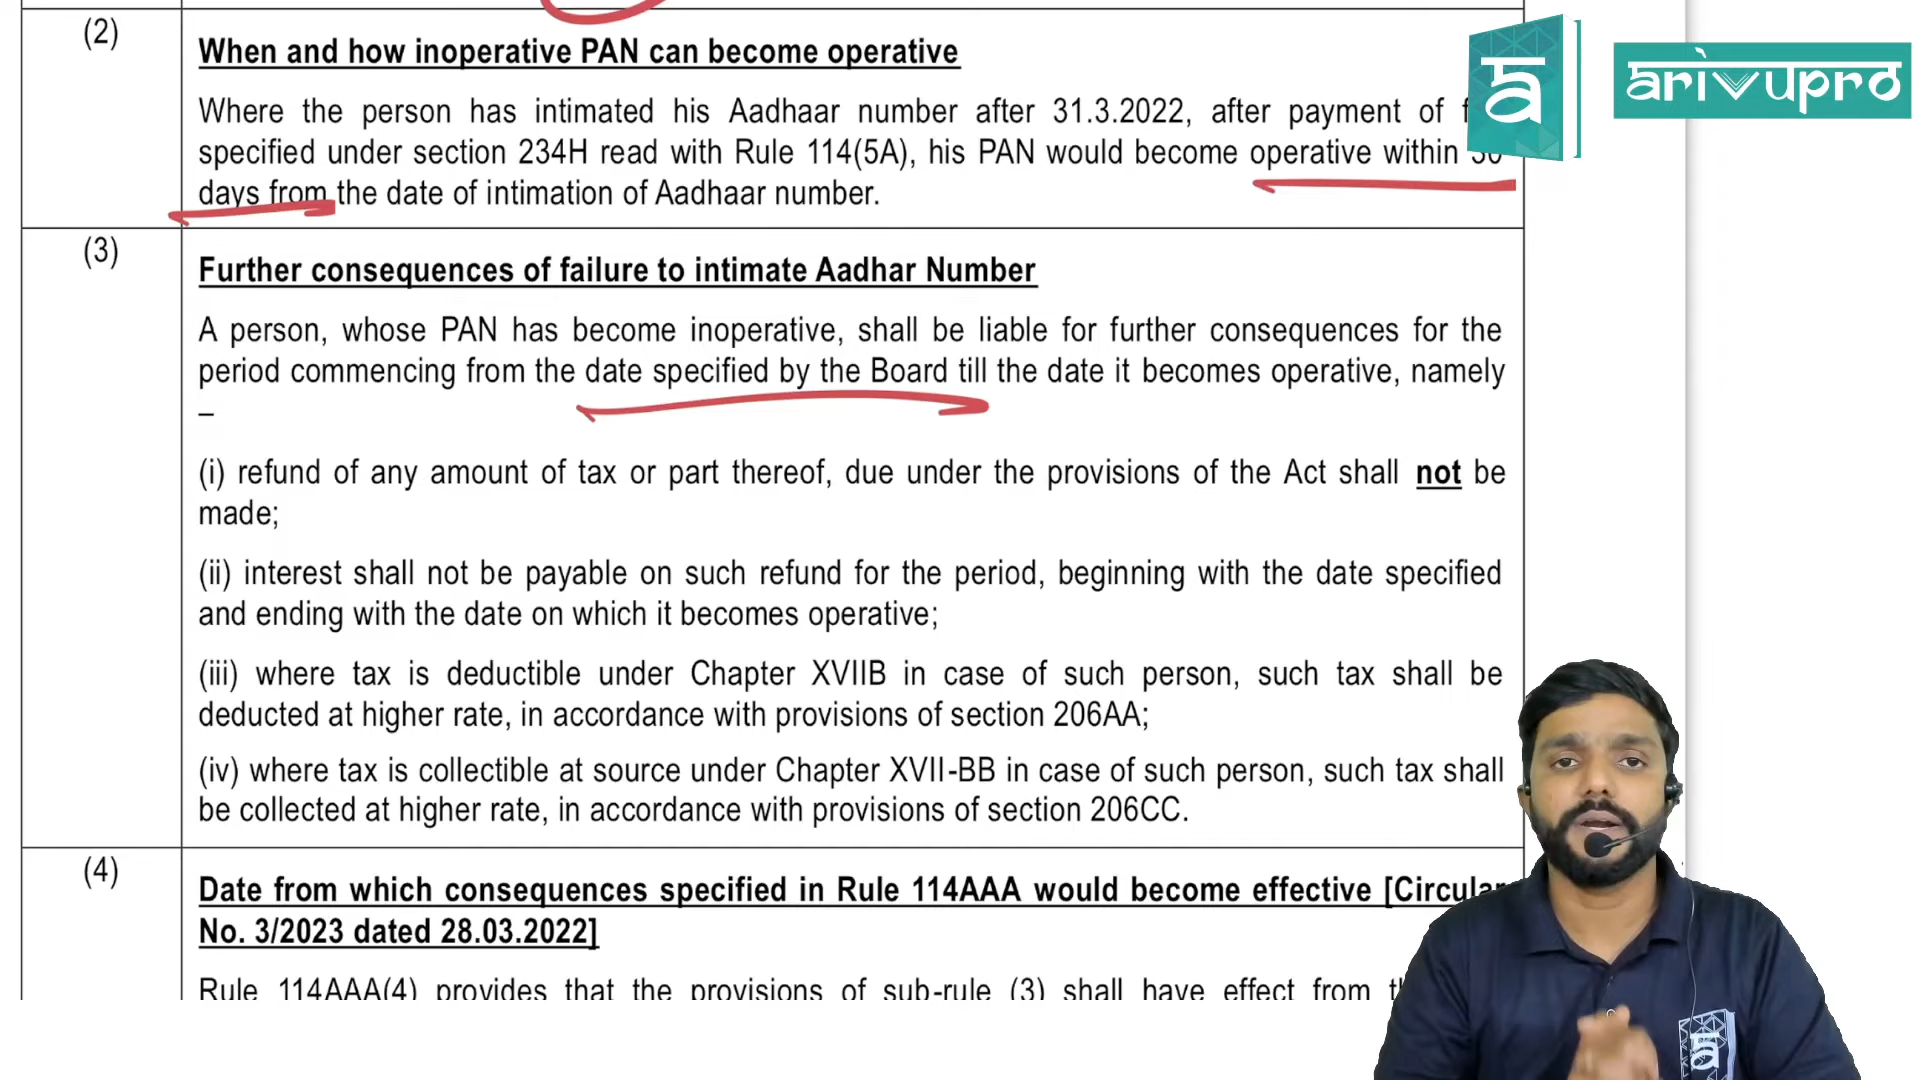 (2)
When and how inoperative PAN can become operative
Where the person has intimated his Aadhaar number after 31.3.2022, after payment of
specified under section 234H read with Rule 114(5A), his PAN would become operative within 30
days from the date of intimation of Aadhaar number.
(3)
Further consequences of failure to intimate Aadhar Number
A person, whose PAN has become inoperative, shall be liable for further consequences for the
period commencing from the date specified by the Board till the date it becomes operative, namely
–
(i) refund of any amount of tax or part thereof, due under the provisions of the Act shall not be
made;
(ii) interest shall not be payable on such refund for the period, beginning with the date specified
and ending with the date on which it becomes operative;
(iii) where tax is deductible under Chapter XVIIB in case of such person, such tax shall be
deducted at higher rate, in accordance with provisions of section 206AA;
(iv) where tax is collectible at source under Chapter XVII-BB in case of such person, such tax shall
be collected at higher rate, in accordance with provisions of section 206CC.
(4)
Date from which consequences specified in Rule 114AAA would become effective [Circular
No. 3/2023 dated 28.03.2022]
Rule 114AAA(4) provides that the provisions of sub-rule (3) shall have effect from
arivupro